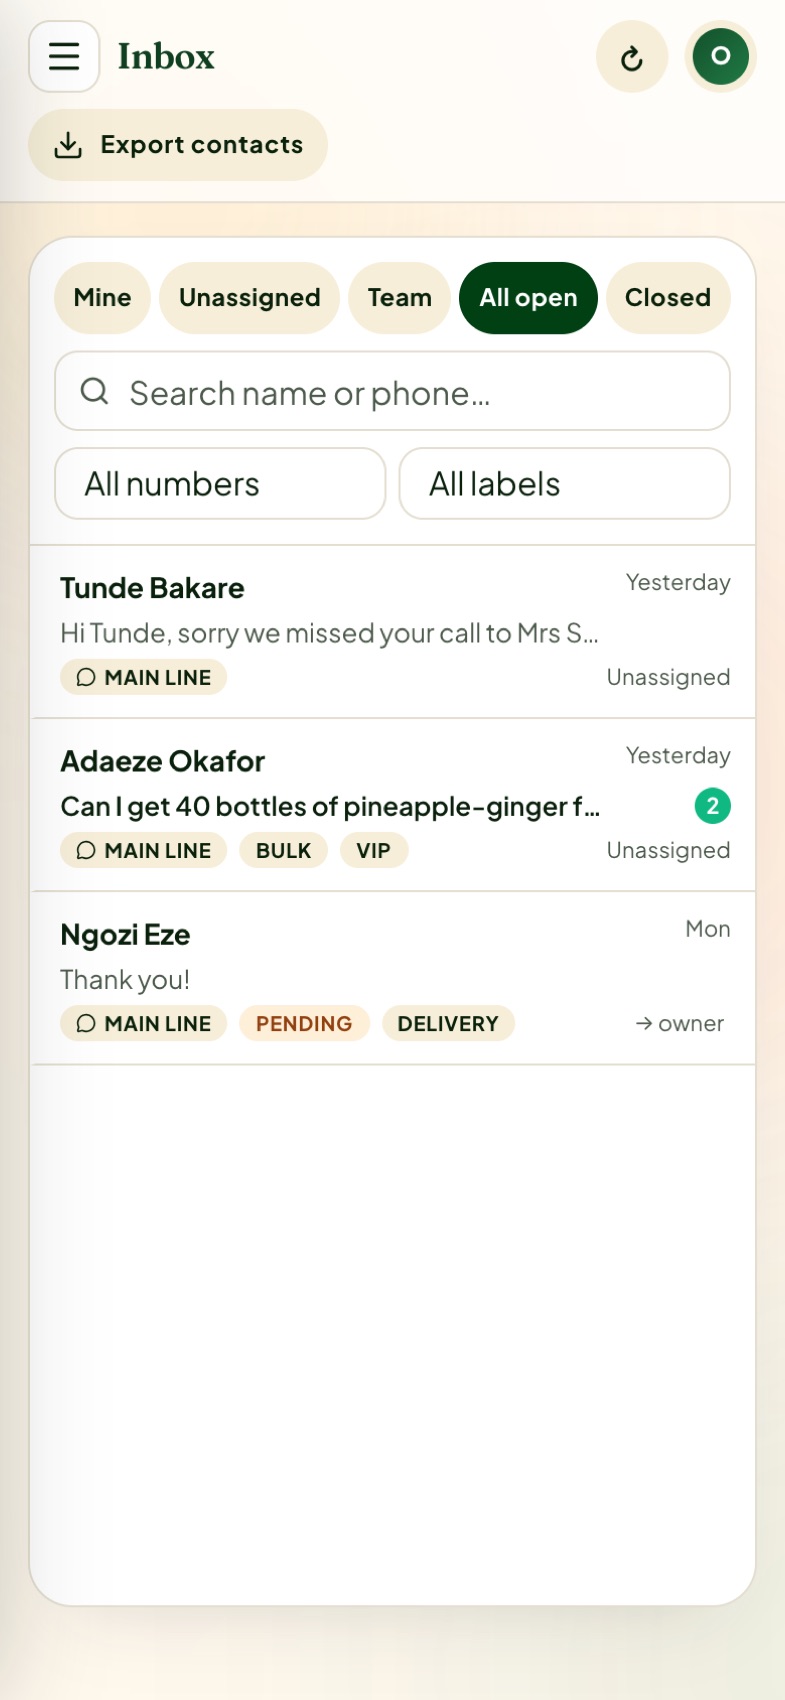 Inbox
O
Export contacts
Mine Unassigned Team All open Closed
Search name or phone...
All numbers All labels
Tunde Bakare Yesterday
Hi Tunde, sorry we missed your call to Mrs S...
MAIN LINE Unassigned
Adaeze Okafor Yesterday
Can I get 40 bottles of pineapple-ginger f... 2
MAIN LINE BULK VIP Unassigned
Ngozi Eze Mon
Thank you!
MAIN LINE PENDING DELIVERY → owner